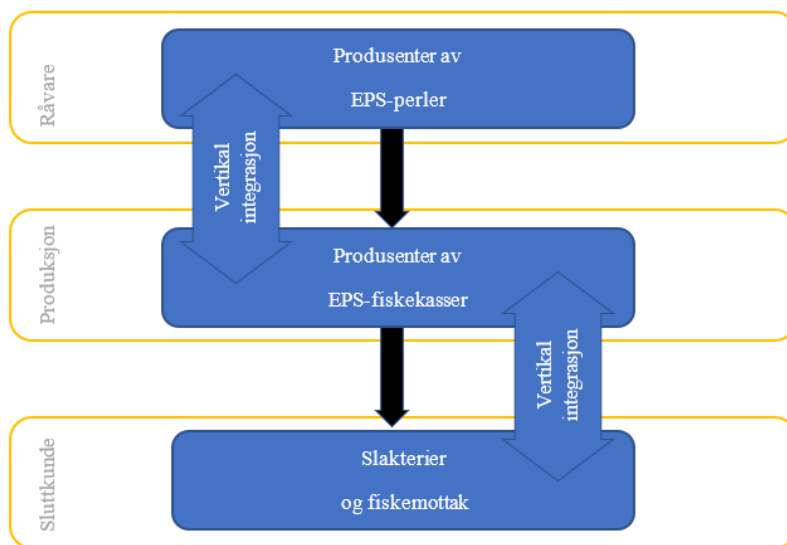 Råvare
Produsenter av
EPS-perler
Vertikal
integrasjon
Produksjon
Produsenter av
EPS-fiskekasser
Vertikal
integrasjon
Sluttkunde
Slakterier
og fiskemottak